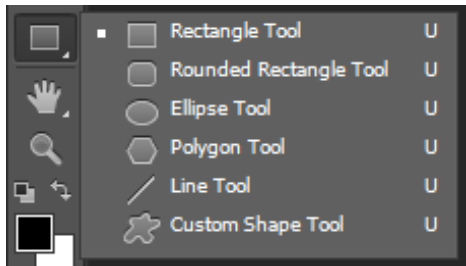 Rectangle Tool U
Rounded Rectangle Tool U
Ellipse Tool U
Polygon Tool U
Line Tool U
Custom Shape Tool U